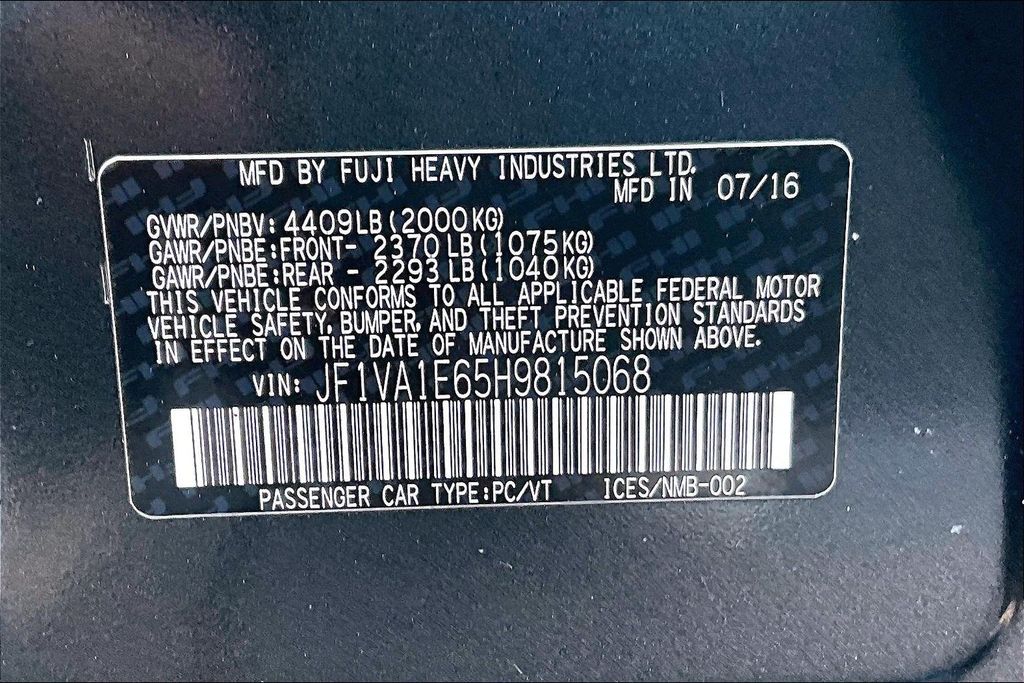 MFD BY FUJI HEAVY INDUSTRIES LTD.
MFD IN 07/16
GVWR/PNBV: 4409LB(2000KG)
GAWR/PNBE:FRONT- 2370LB(1075KG)
GAWR/PNBE:REAR - 2293LB(1040KG)
THIS VEHICLE CONFORMS TO ALL APPLICABLE FEDERAL MOTOR
VEHICLE SAFETY, BUMPER, AND THEFT PREVENTION STANDARDS
IN EFFECT ON THE DATE OF MANUFACTURE SHOWN ABOVE.
VIN: JF1VA1E65H9815068
PASSENGER CAR TYPE:PC/VT ICES/NMB-002